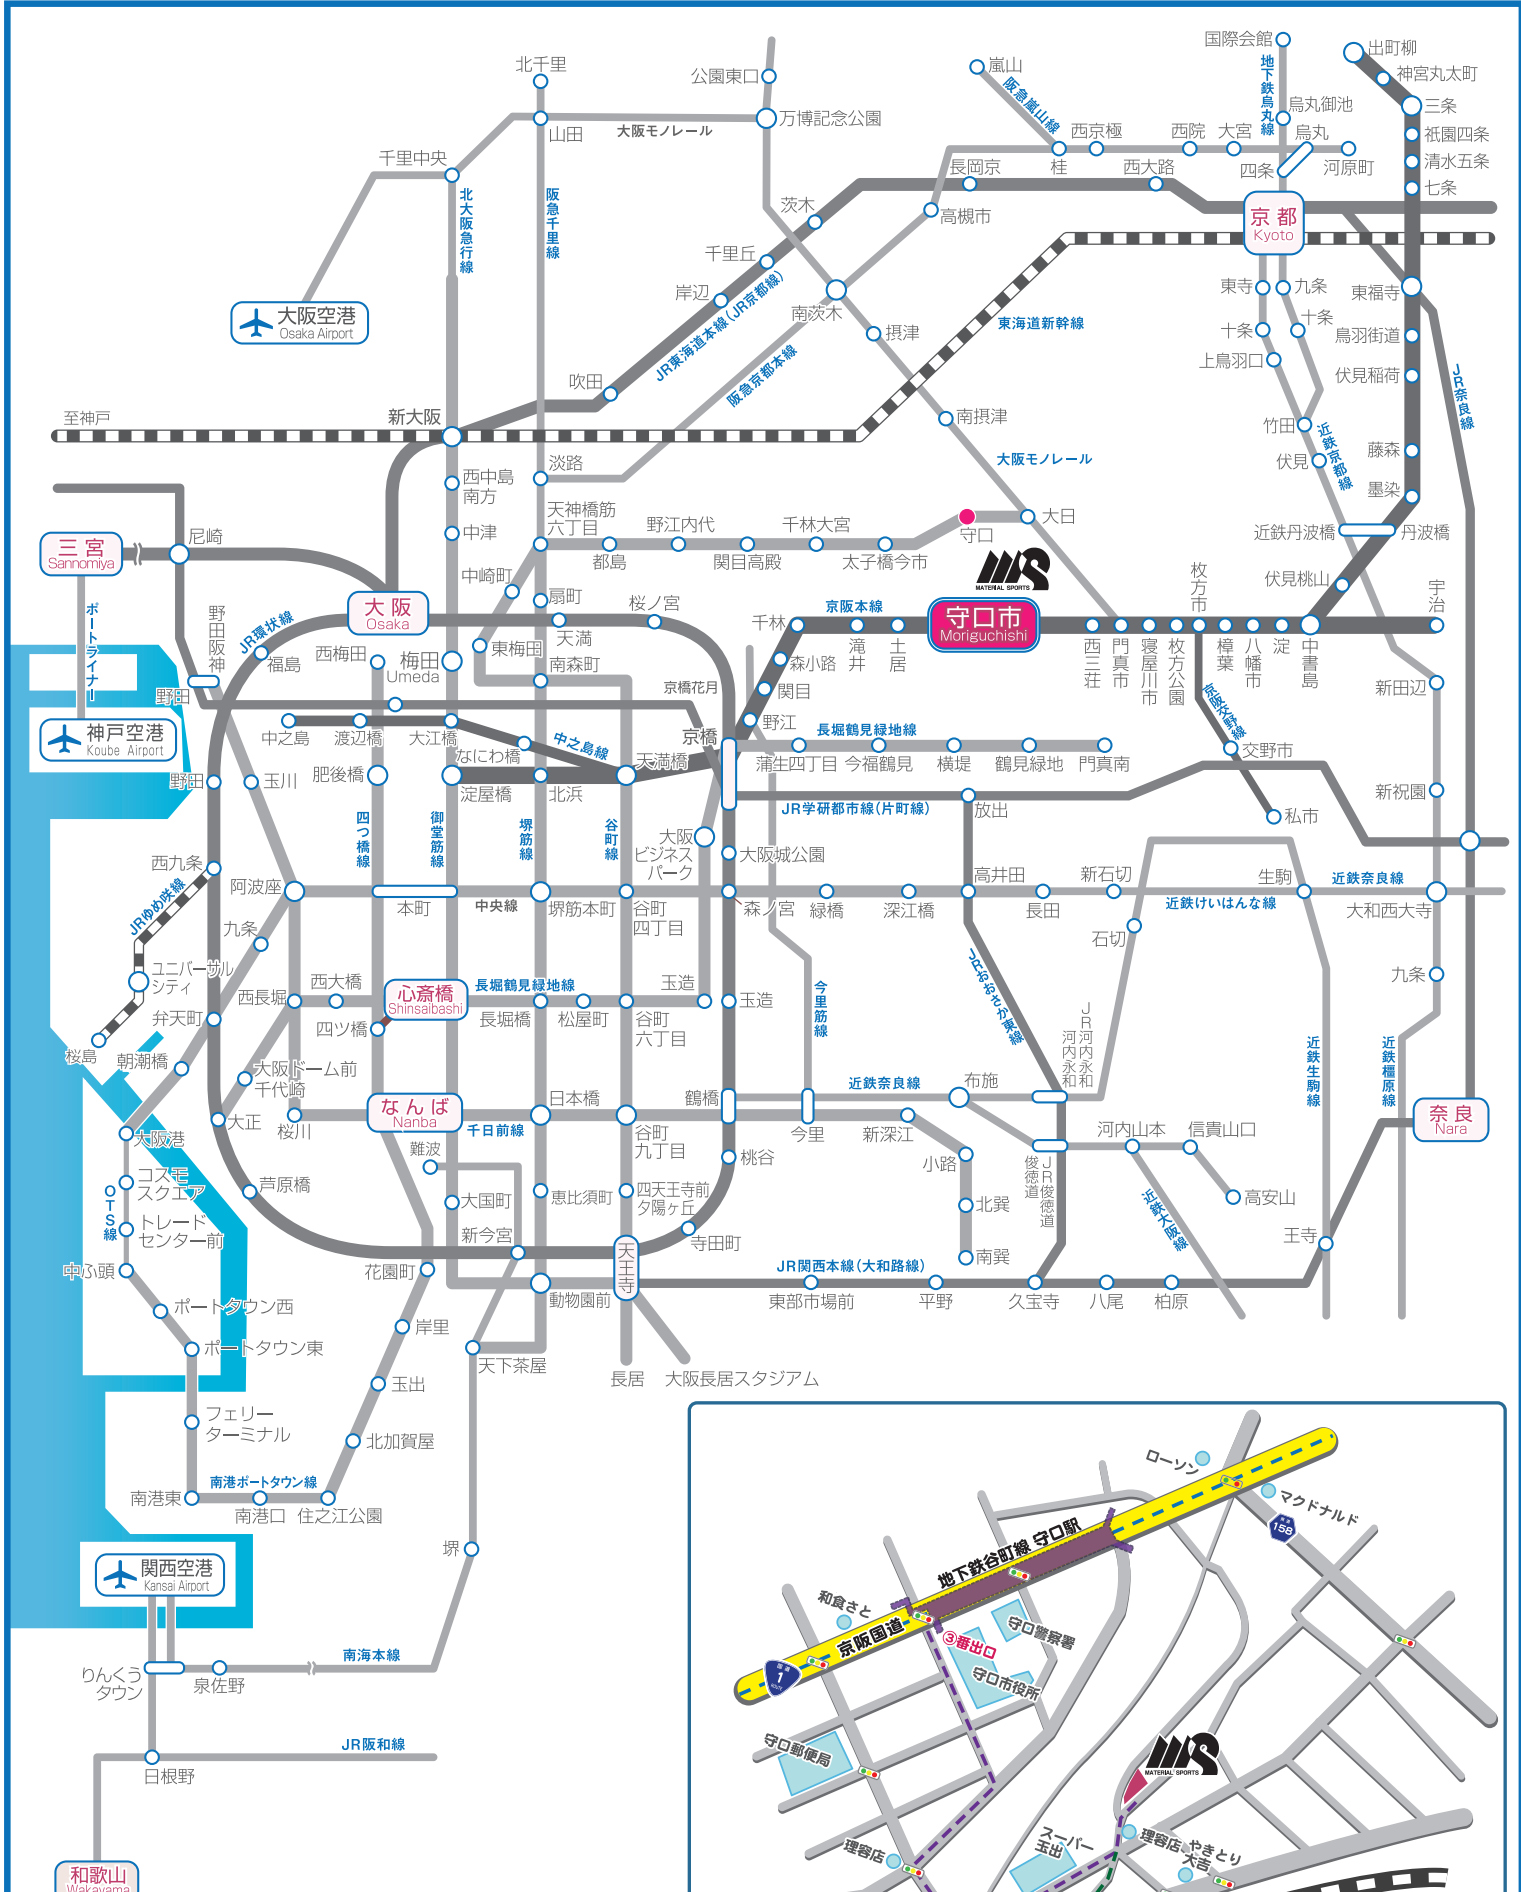 国際会館
出町柳
神宮丸太町
三条
祇園四条
清水五条
七条
地下鉄烏丸線
烏丸御池
烏丸
四条
河原町
嵐山
阪急嵐山線
西京極
西院
大宮
桂
西大路
長岡京
高槻市
公園東口
万博記念公園
北千里
山田
大阪モノレール
千里中央
北大阪急行線
阪急千里線
大阪空港
Osaka Airport
茨木
千里丘
岸辺
吹田
JR東海道本線(JR京都線)
阪急京都本線
南茨木
摂津
南摂津
大阪モノレール
大日
東海道新幹線
京都
Kyoto
東寺
九条
十条
十条
上鳥羽口
竹田
伏見
近鉄京都線
東福寺
鳥羽街道
伏見稲荷
藤森
墨染
近鉄丹波橋
丹波橋
伏見桃山
JR奈良線
宇治
至神戸
新大阪
西中島
南方
中津
淡路
天神橋筋
六丁目
都島
野江内代
関目高殿
千林大宮
太子橋今市
守口
MATERIAL SPORTS
尼崎
三宮
Sannomiya
ポートライナー
神戸空港
Koube Airport
野田阪神
野田
JR環状線
福島
大阪
Osaka
西梅田
梅田
Umeda
中崎町
扇町
天満
桜ノ宮
東梅田
南森町
千林
京阪本線
滝井
土居
守口市
Moriguchishi
西三荘
門真市
寝屋川市
枚方公園
枚方市
樟葉
八幡市
淀
中書島
森小路
関目
野江
京橋花月
京橋
中之島
渡辺橋
大江橋
なにわ橋
中之島線
天満橋
肥後橋
淀屋橋
北浜
長堀鶴見緑地線
蒲生四丁目
今福鶴見
横堤
鶴見緑地
門真南
京阪交野線
交野市
私市
新田辺
新祝園
JR学研都市線(片町線)
放出
野田
玉川
四つ橋線
御堂筋線
堺筋線
谷町線
大阪
ビジネス
パーク
大阪城公園
西九条
JRゆめ咲線
阿波座
本町
中央線
堺筋本町
谷町
四丁目
森ノ宮
緑橋
深江橋
高井田
長田
新石切
石切
生駒
近鉄奈良線
近鉄けいはんな線
大和西大寺
九条
ユニバーサル
シティ
桜島
九条
弁天町
朝潮橋
西長堀
西大橋
四ツ橋
心斎橋
Shinsaibashi
長堀鶴見緑地線
長堀橋
松屋町
谷町
六丁目
玉造
玉造
今里筋線
JRおおさか東線
九条
大阪ドーム前
千代崎
大正
桜川
なんば
Nanba
難波
千日前線
日本橋
谷町
九丁目
鶴橋
今里
近鉄奈良線
新深江
布施
JR河内永和
河内永和
小路
北巽
南巽
俊徳道
JR俊徳道
河内山本
信貴山口
高安山
近鉄大阪線
近鉄生駒線
近鉄橿原線
奈良
Nara
大阪港
コスモ
スクエア
OTS線
トレード
センター前
中ふ頭
ポートタウン西
ポートタウン東
フェリー
ターミナル
南港ポートタウン線
南港東
南港口
住之江公園
芦原橋
大国町
恵比須町
四天王寺前
夕陽ヶ丘
桃谷
寺田町
新今宮
花園町
動物園前
天王寺
岸里
玉出
北加賀屋
天下茶屋
長居
大阪長居スタジアム
JR関西本線(大和路線)
東部市場前
平野
久宝寺
八尾
柏原
王寺
堺
関西空港
Kansai Airport
りんくう
タウン
泉佐野
南海本線
JR阪和線
日根野
和歌山
Wakayama
ローソン
マクドナルド
158
地下鉄谷町線 守口駅
和食さと
京阪国道
国道
1
③番出口
守口警察署
守口市役所
守口郵便局
理容店
MATERIAL SPORTS
スーパー
玉出
理容店
やきとり
大吉